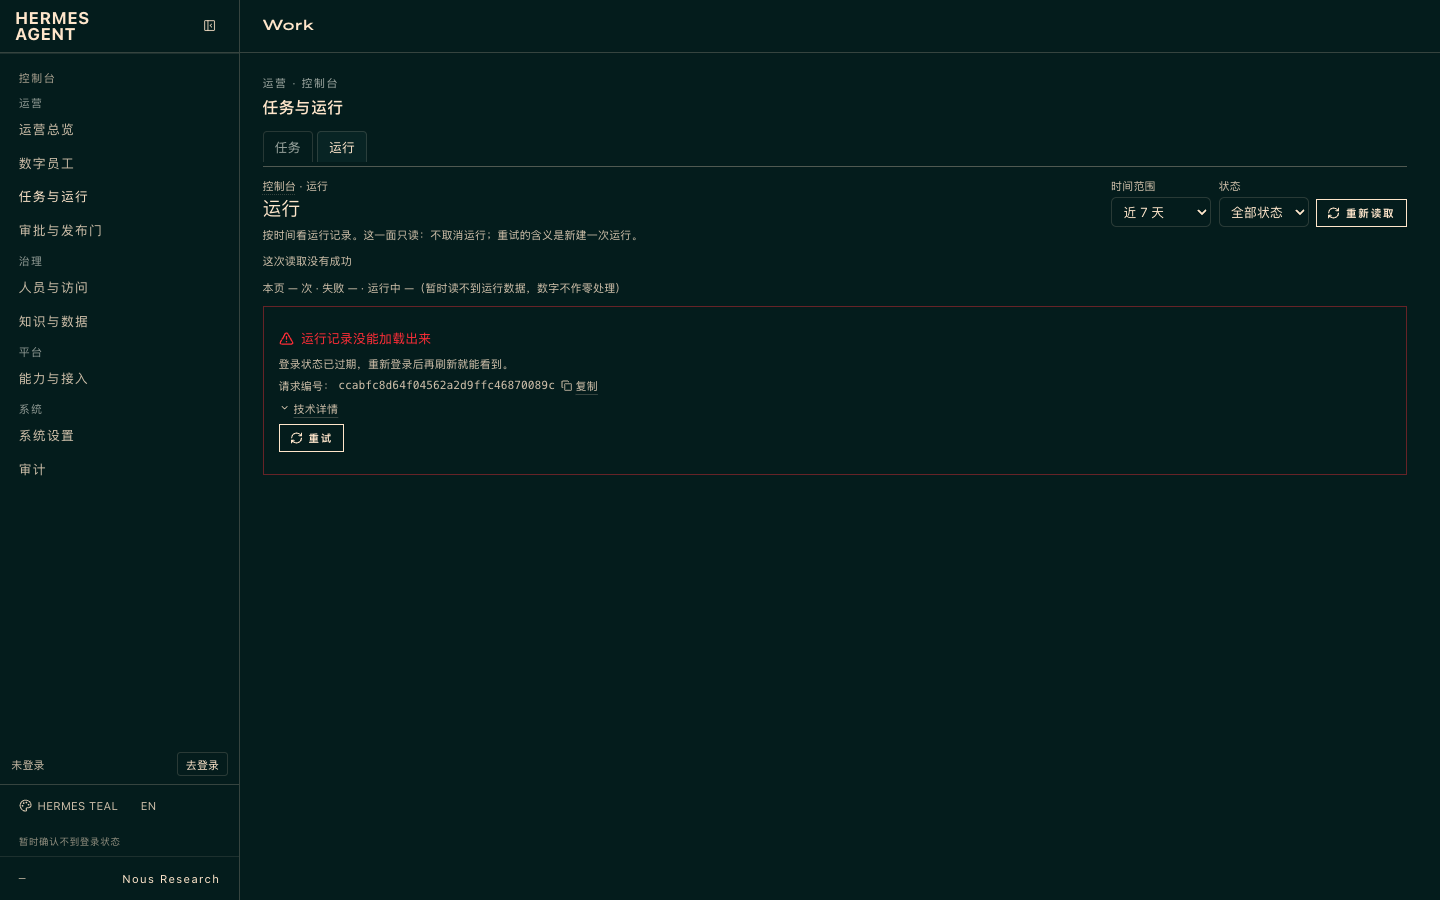 HERMES
AGENT
Work
控制台
运营
运营总览
数字员工
任务与运行
审批与发布门
治理
人员与访问
知识与数据
平台
能力与接入
系统
系统设置
审计
未登录
去登录
HERMES TEAL
EN
暂时确认不到登录状态
—
Nous Research
运营 · 控制台
任务与运行
任务
运行
控制台 · 运行
运行
按时间看运行记录。这一面只读：不取消运行；重试的含义是新建一次运行。
时间范围
近 7 天
状态
全部状态
重新读取
这次读取没有成功
本页 — 次 · 失败 — · 运行中 —（暂时读不到运行数据，数字不作零处理）
运行记录没能加载出来
登录状态已过期，重新登录后再刷新就能看到。
请求编号： ccabfc8d64f04562a2d9ffc46870089c 复制
技术详情
重试